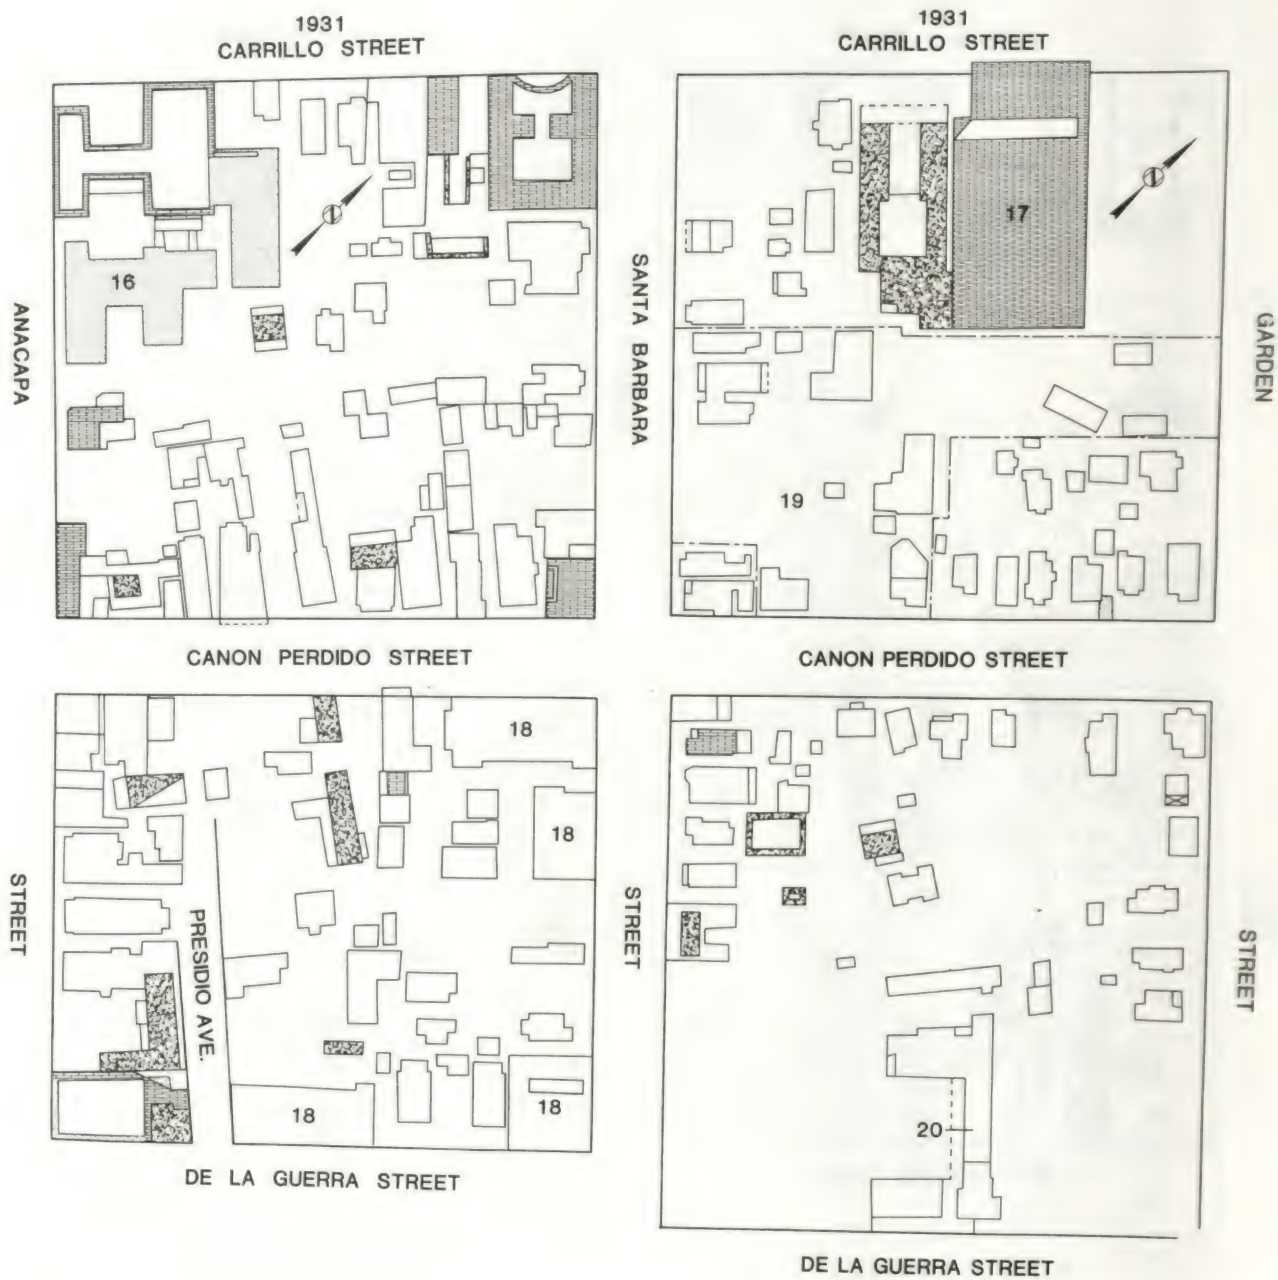 1931
CARRILLO STREET
1931
CARRILLO STREET
16
17
ANACAPA
SANTA BARBARA
GARDEN
19
CANON PERDIDO STREET
CANON PERDIDO STREET
18
18
STREET
PRESIDIO AVE.
STREET
STREET
18
18
20
DE LA GUERRA STREET
DE LA GUERRA STREET